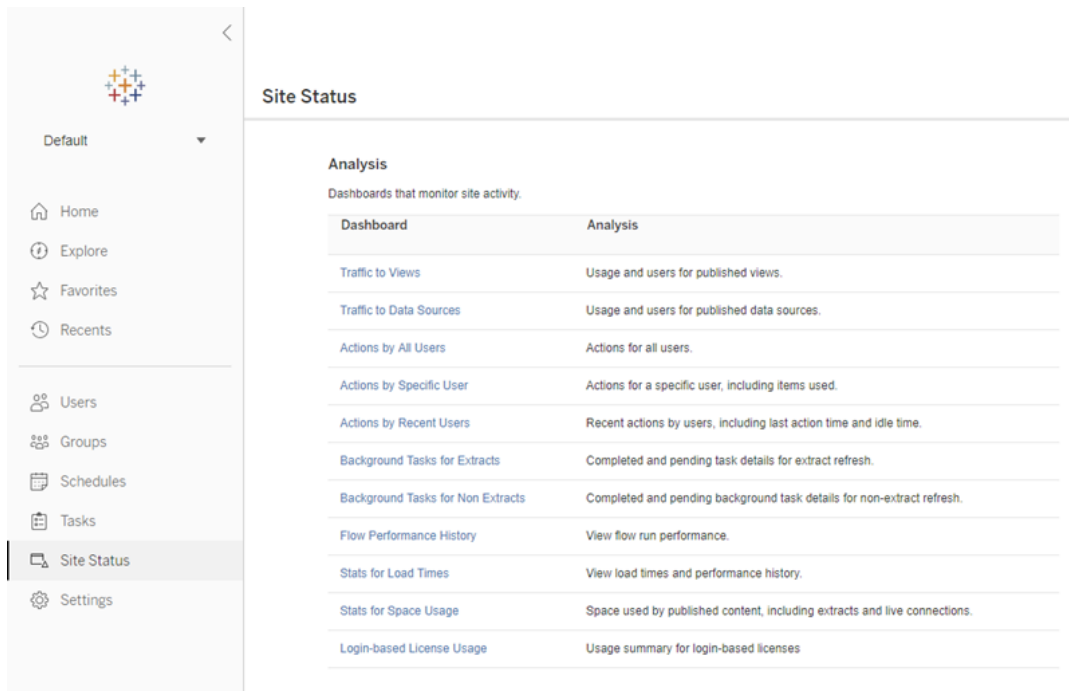 Default
Home
Explore
Favorites
Recents
Users
Groups
Schedules
Tasks
Site Status
Settings
Site Status
Analysis
Dashboards that monitor site activity.
Dashboard Analysis
Traffic to Views Usage and users for published views.
Traffic to Data Sources Usage and users for published data sources.
Actions by All Users Actions for all users.
Actions by Specific User Actions for a specific user, including items used.
Actions by Recent Users Recent actions by users, including last action time and idle time.
Background Tasks for Extracts Completed and pending task details for extract refresh.
Background Tasks for Non Extracts Completed and pending background task details for non-extract refresh.
Flow Performance History View flow run performance.
Stats for Load Times View load times and performance history.
Stats for Space Usage Space used by published content, including extracts and live connections.
Login-based License Usage Usage summary for login-based licenses